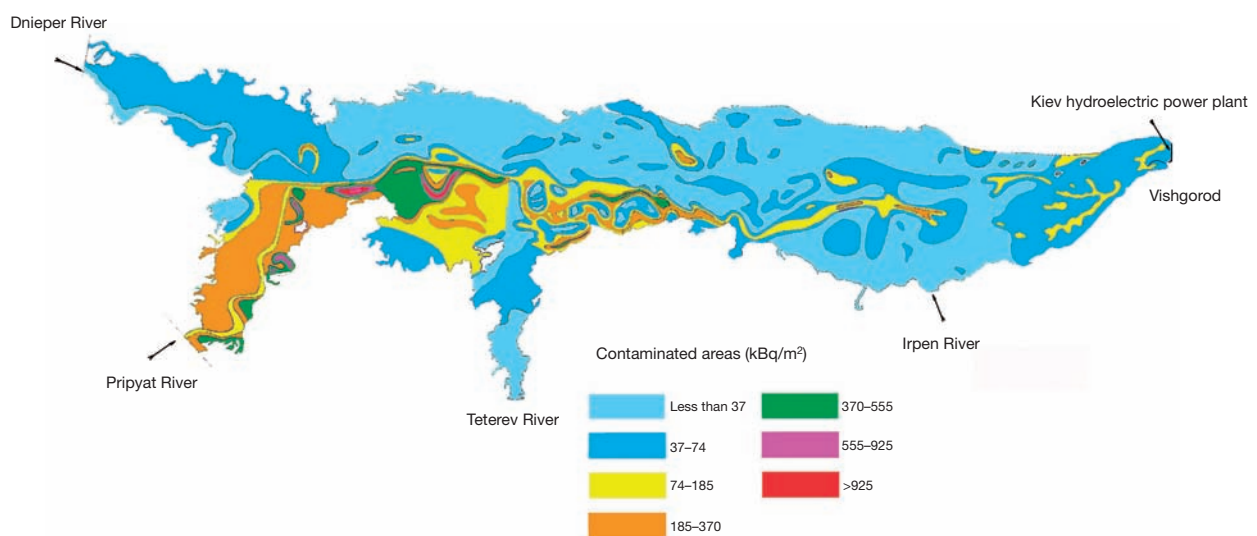 Dnieper River
Kiev hydroelectric power plant
Vishgorod
Irpen River
Pripyat River
Teterev River
Contaminated areas (kBq/m²)
Less than 37
37–74
74–185
185–370
370–555
555–925
>925